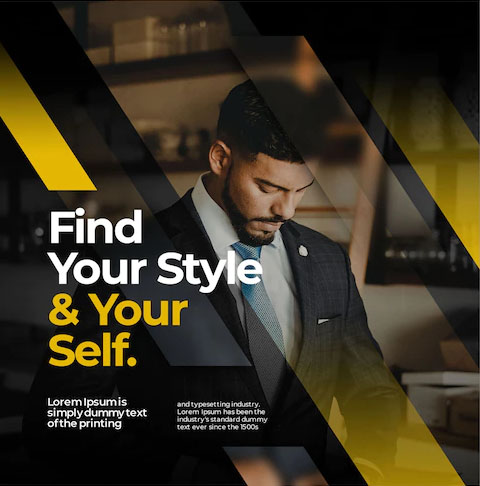 Find
Your Style
& Your
Self.
Lorem Ipsum is
simply dummy text
of the printing
and typesetting industry.
Lorem Ipsum has been the
industry's standard dummy
text ever since the 1500s